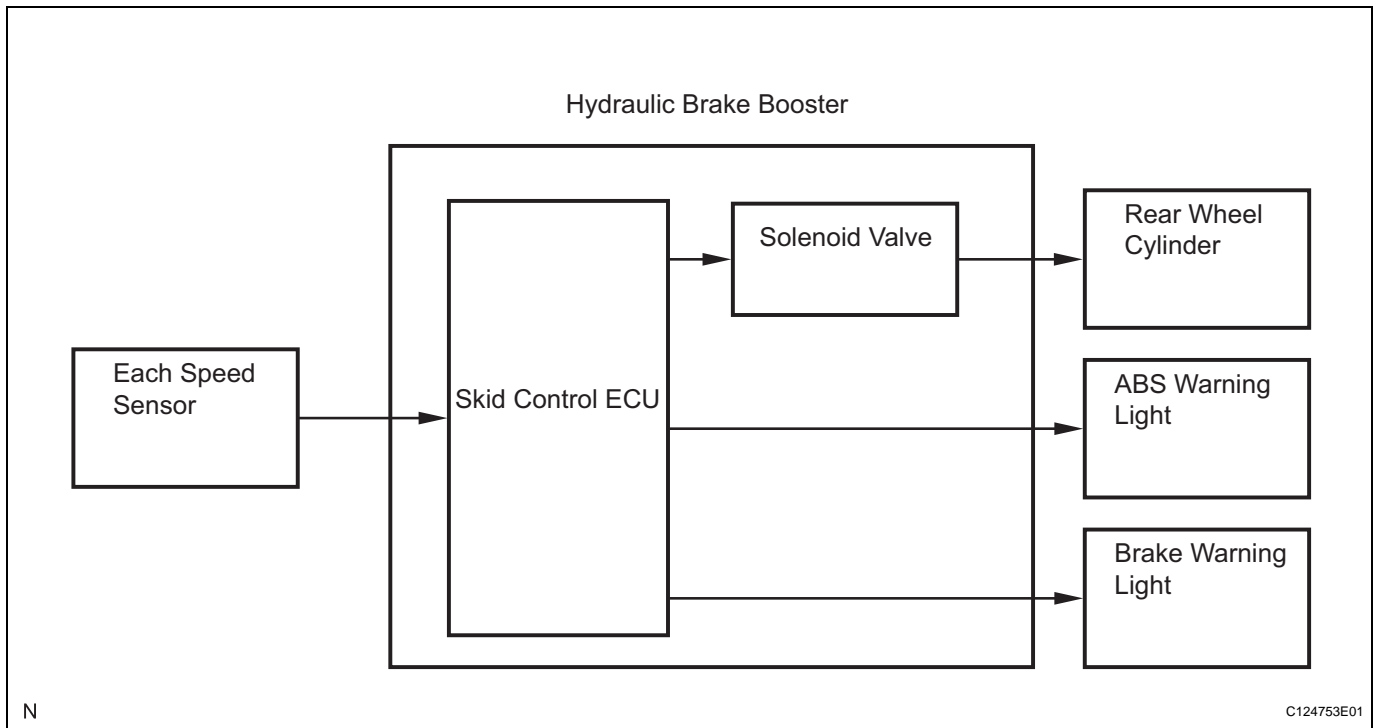 Hydraulic Brake Booster
Each Speed
Sensor
Skid Control ECU
Solenoid Valve
Rear Wheel
Cylinder
ABS Warning
Light
Brake Warning
Light
N
C124753E01